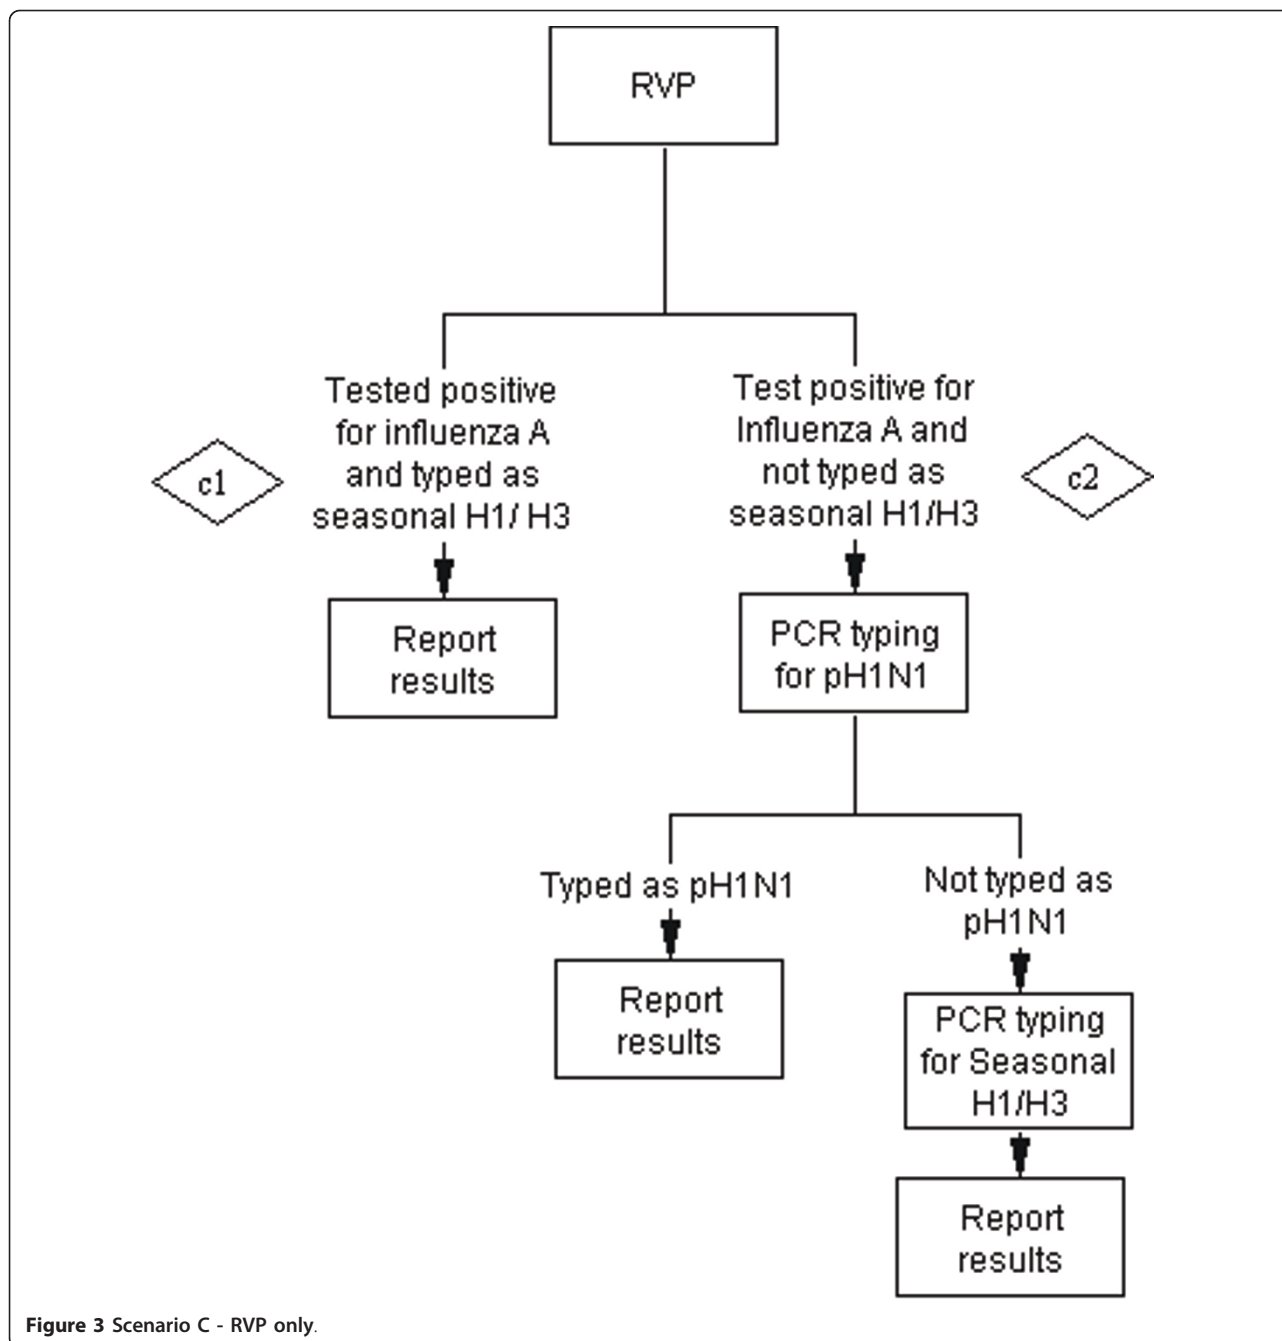 RVP
Tested positive
for influenza A
and typed as
seasonal H1/ H3
c1
Test positive for
Influenza A and
not typed as
seasonal H1/H3
c2
Report
results
PCR typing
for pH1N1
Typed as pH1N1
Not typed as
pH1N1
Report
results
PCR typing
for Seasonal
H1/H3
Report
results
Figure 3 Scenario C - RVP only.